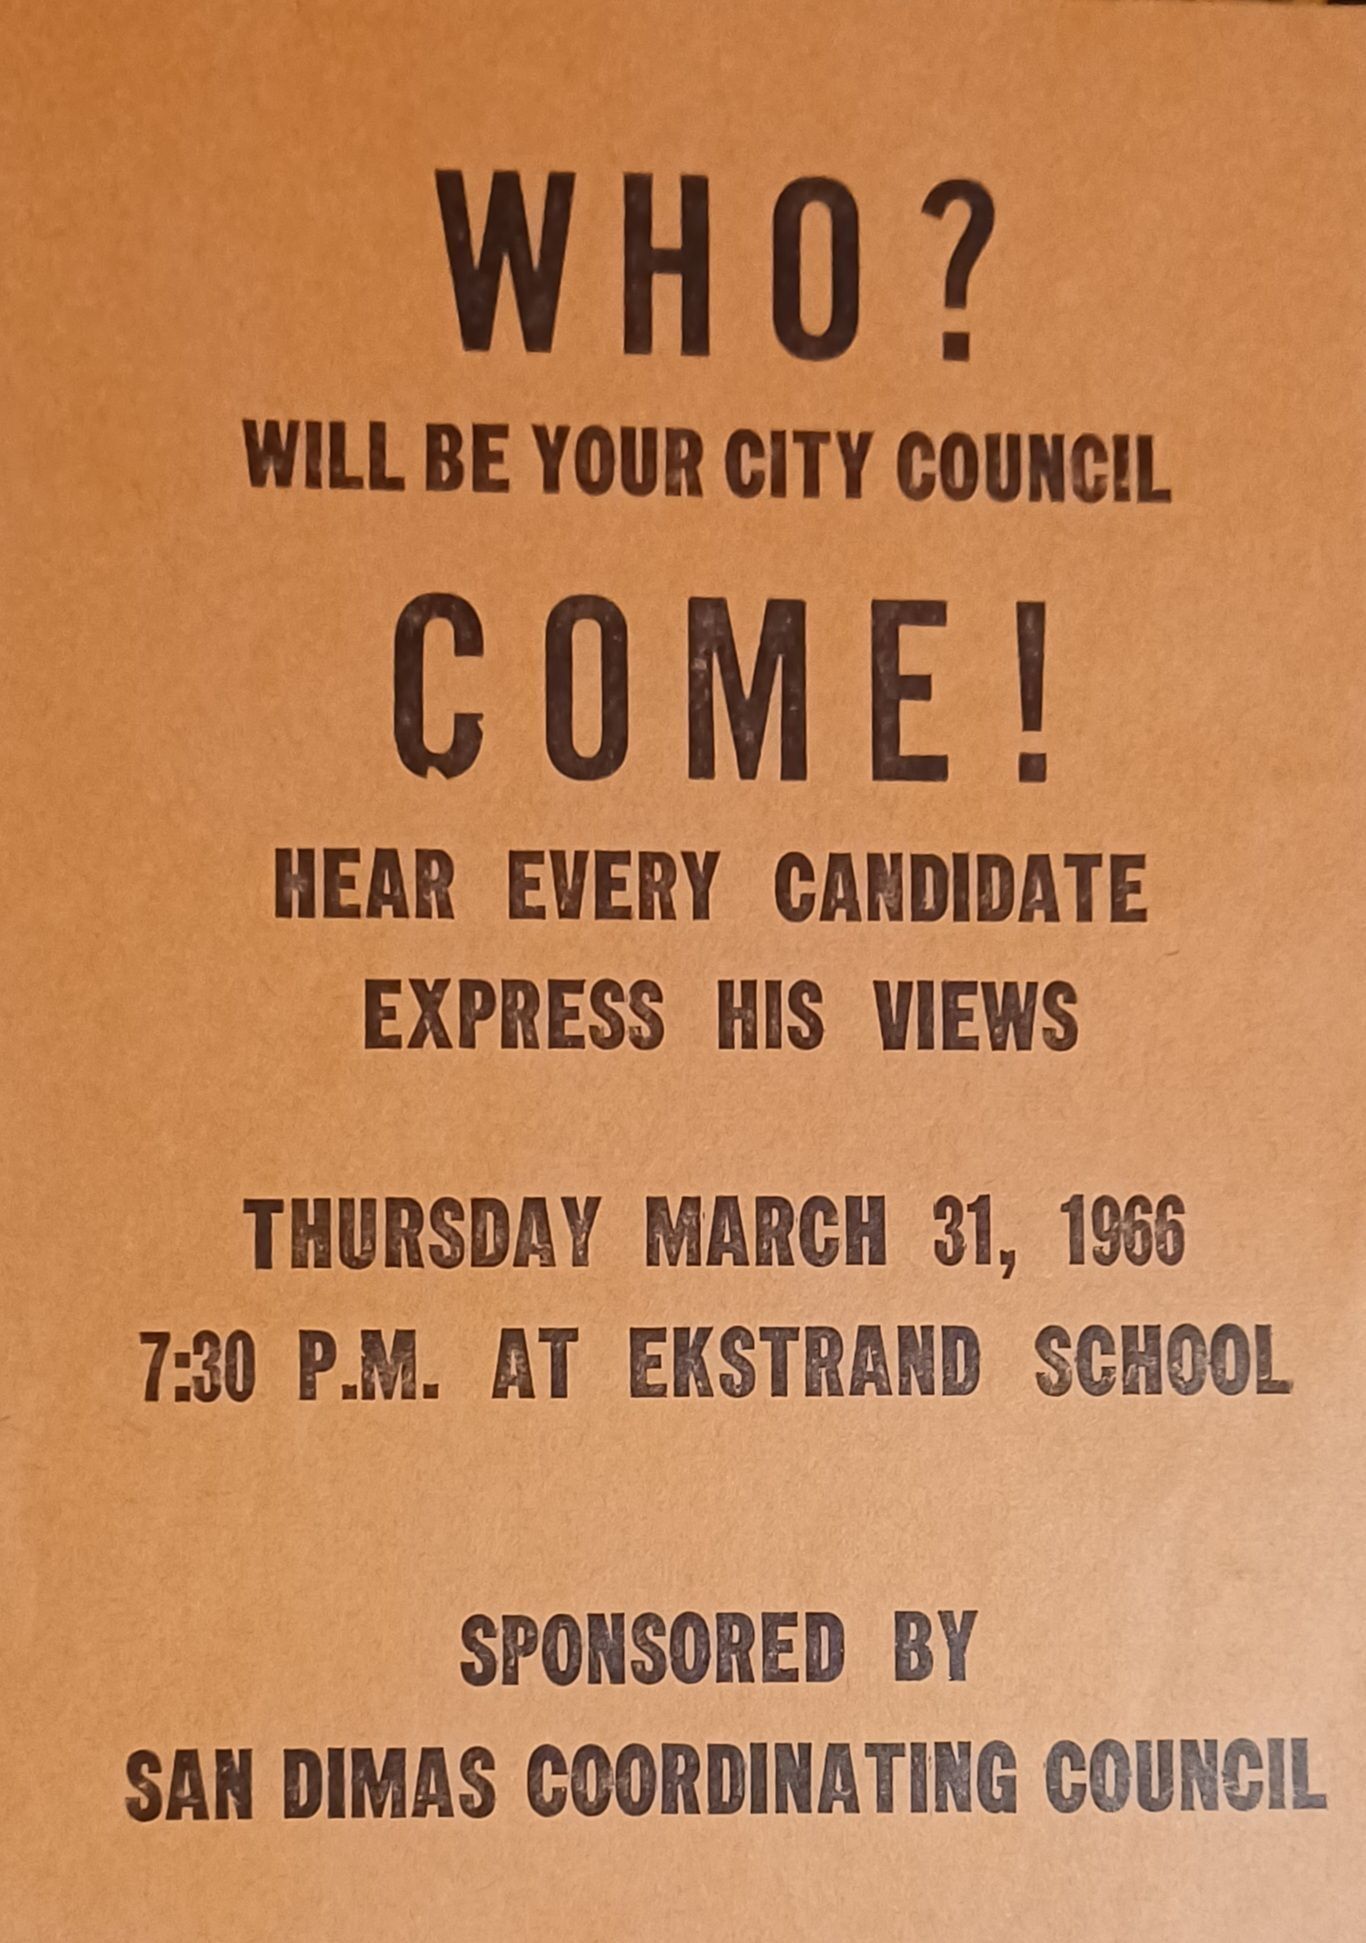 WHO?
WILL BE YOUR CITY COUNCIL
COME!
HEAR EVERY CANDIDATE
EXPRESS HIS VIEWS
THURSDAY MARCH 31, 1966
7:30 P.M. AT EKSTRAND SCHOOL
SPONSORED BY
SAN DIMAS COORDINATING COUNCIL